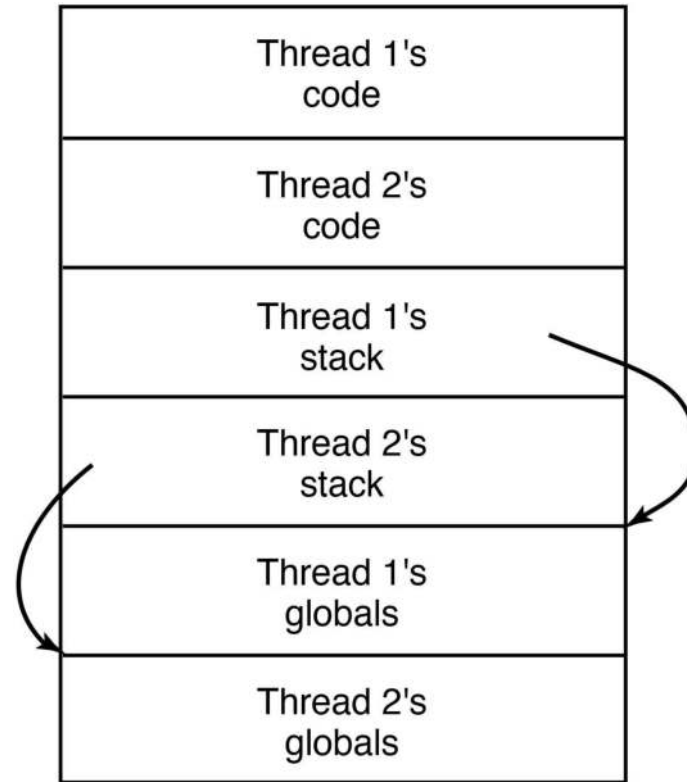 Thread 1's
code
Thread 2's
code
Thread 1's
stack
Thread 2's
stack
Thread 1's
globals
Thread 2's
globals